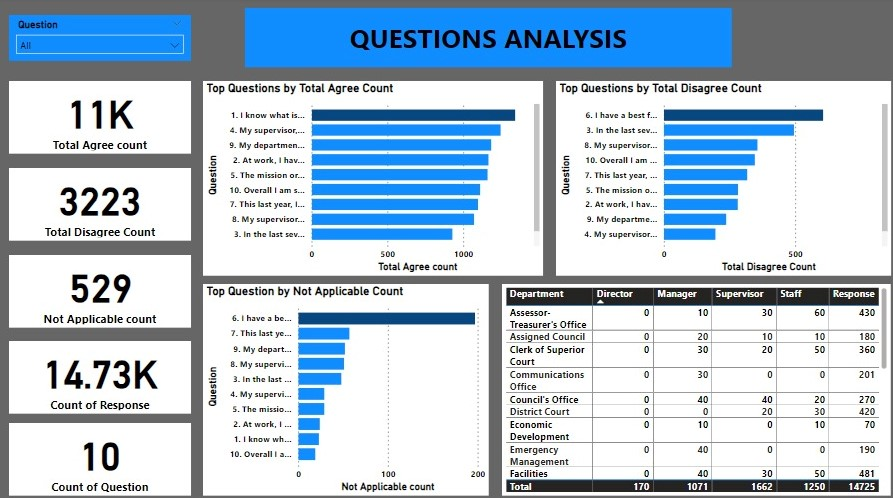 Question
All
QUESTIONS ANALYSIS
11K
Total Agree count
3223
Total Disagree Count
529
Not Applicable count
14.73K
Count of Response
10
Count of Question
Top Questions by Total Agree Count
Question
1. I know what is...
4. My supervisor,...
9. My departmen...
2. At work, I hav...
5. The mission or...
10. Overall I am s...
7. This last year, I...
8. My supervisor...
3. In the last sev...
0 500 1000
Total Agree count
Top Questions by Total Disagree Count
Question
6. I have a best f...
3. In the last sev...
8. My supervisor...
10. Overall I am ...
7. This last year, ...
5. The mission o...
2. At work, I hav...
9. My departme...
4. My supervisor...
0 500
Total Disagree Count
Top Question by Not Applicable Count
Question
6. I have a be...
7. This last ye...
9. My depart...
8. My supervi...
3. In the last ...
4. My supervi...
5. The missio...
2. At work, I ...
1. I know wh...
10. Overall I a...
0 100 200
Not Applicable count
Department Director Manager Supervisor Staff Response
Assessor- 0 10 30 60 430
Treasurer's Office
Assigned Council 0 20 10 10 180
Clerk of Superior 0 30 20 50 360
Court
Communications 0 30 0 0 201
Office
Council's Office 0 40 40 20 270
District Court 0 0 20 30 420
Economic 0 10 0 10 70
Development
Emergency 0 40 0 0 190
Management
Facilities 0 40 30 50 481
Total 170 1071 1662 1250 14725